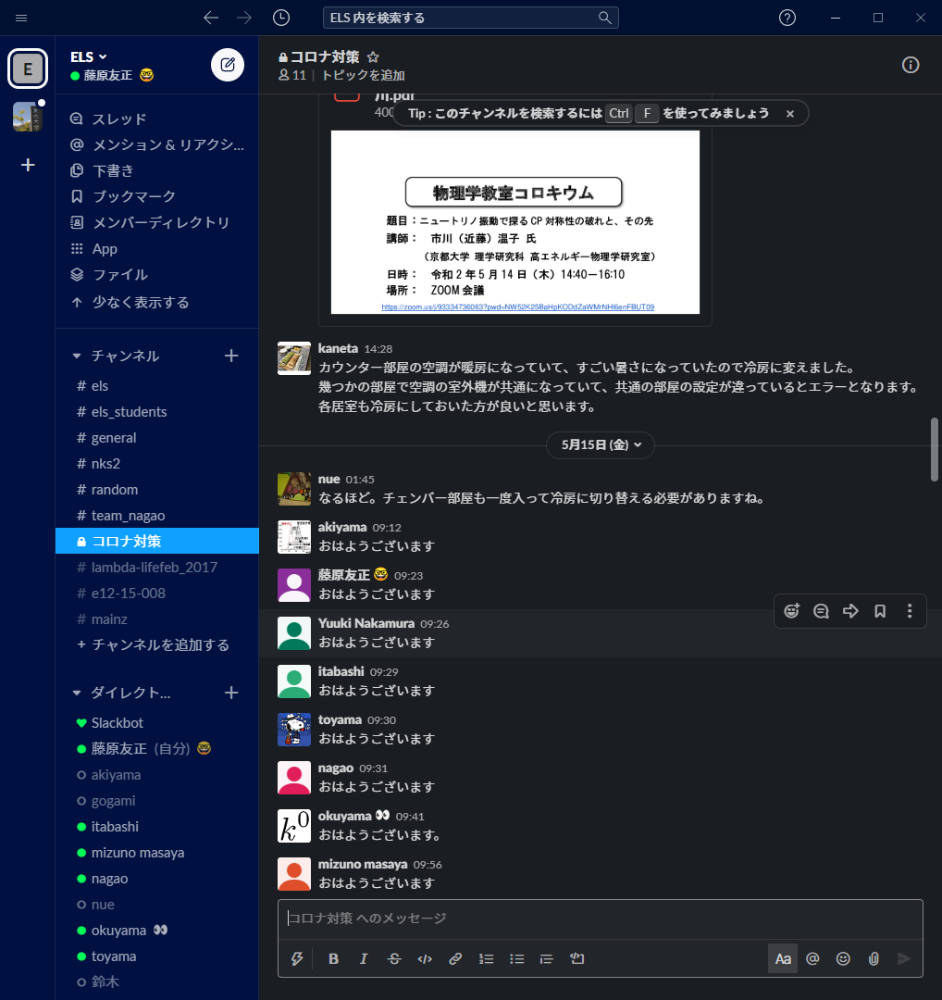 ELS 内を検索する
E
ELS
藤原友正
スレッド
メンション & リアクシ...
下書き
ブックマーク
メンバーディレクトリ
App
ファイル
少なく表示する
チャンネル
# els
# els_students
# general
# nks2
# random
# team_nagao
コロナ対策
# lambda-lifefeb_2017
# e12-15-008
# mainz
+ チャンネルを追加する
ダイレクト...
Slackbot
藤原友正 (自分)
akiyama
gogami
itabashi
mizuno masaya
nagao
nue
okuyama
toyama
鈴木
コロナ対策
11 | トピックを追加
川.pdf
400
Tip : このチャンネルを検索するには Ctrl F を使ってみましょう
物理学教室コロキウム
題目：ニュートリノ振動で探る CP 対称性の破れと、その先
講師： 市川（近藤）温子 氏
（京都大学 理学研究科 高エネルギー物理学研究室）
日時： 令和 2 年 5 月 14 日（木）14:40ー16:10
場所： ZOOM 会議
https://zoom.us/j/93334736063?pwd=NW52K25BaHpKODdZaWMrNHI6enFBUT09
kaneta 14:28
カウンター部屋の空調が暖房になっていて、すごい暑さになっていたので冷房に変えました。
幾つかの部屋で空調の室外機が共通になっていて、共通の部屋の設定が違っているとエラーとなります。
各居室も冷房にしておいた方が良いと思います。
5月15日 (金)
nue 01:45
なるほど。チェンバー部屋も一度入って冷房に切り替える必要がありますね。
akiyama 09:12
おはようございます
藤原友正 09:23
おはようございます
Yuuki Nakamura 09:26
おはようございます
itabashi 09:29
おはようございます
toyama 09:30
おはようございます
nagao 09:31
おはようございます
k⁰
okuyama 09:41
おはようございます。
mizuno masaya 09:56
おはようございます
コロナ対策 へのメッセージ
B I S </> Aa @